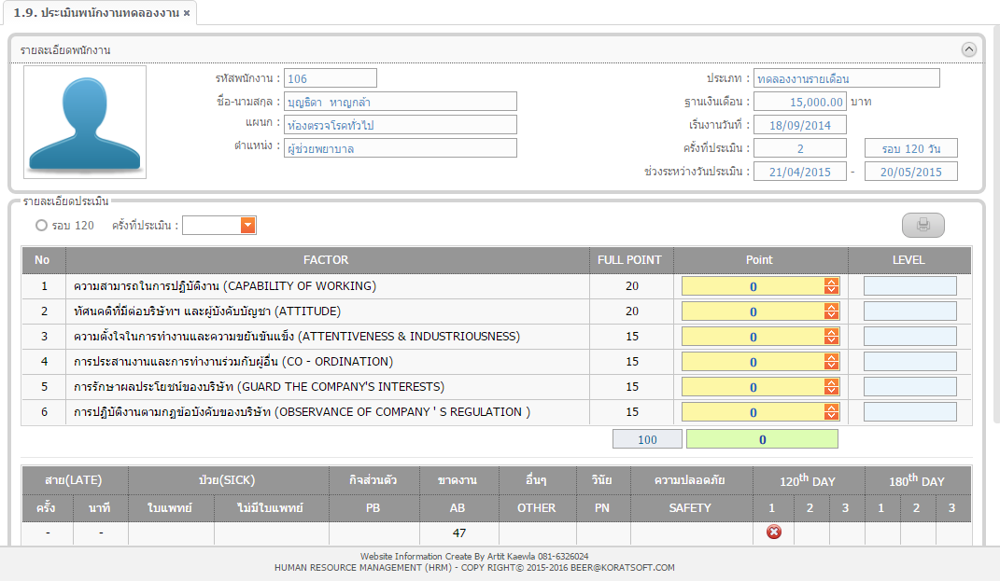 1.9. ประเมินพนักงานทดลองงาน ×
รายละเอียดพนักงาน
รหัสพนักงาน : 106
ชื่อ-นามสกุล : บุญธิดา หาญกล้า
แผนก : ห้องตรวจโรคทั่วไป
ตำแหน่ง : ผู้ช่วยพยาบาล
ประเภท : ทดลองงานรายเดือน
ฐานเงินเดือน : 15,000.00 บาท
เริ่มงานวันที่ : 18/09/2014
ครั้งที่ประเมิน : 2 รอบ 120 วัน
ช่วงระหว่างวันประเมิน : 21/04/2015 - 20/05/2015
รายละเอียดประเมิน
รอบ 120 ครั้งที่ประเมิน :
No FACTOR FULL POINT Point LEVEL
1 ความสามารถในการปฏิบัติงาน (CAPABILITY OF WORKING) 20 0
2 ทัศนคติที่มีต่อบริษัทฯ และผู้บังคับบัญชา (ATTITUDE) 20 0
3 ความตั้งใจในการทำงานและความขยันขันแข็ง (ATTENTIVENESS & INDUSTRIOUSNESS) 15 0
4 การประสานงานและการทำงานร่วมกับผู้อื่น (CO - ORDINATION) 15 0
5 การรักษาผลประโยชน์ของบริษัท (GUARD THE COMPANY'S INTERESTS) 15 0
6 การปฏิบัติงานตามกฎข้อบังคับของบริษัท (OBSERVANCE OF COMPANY ' S REGULATION ) 15 0
100 0
สาย(LATE) ป่วย(SICK) กิจส่วนตัว ขาดงาน อื่นๆ วินัย ความปลอดภัย 120th DAY 180th DAY
ครั้ง นาที ใบแพทย์ ไม่มีใบแพทย์ PB AB OTHER PN SAFETY 1 2 3 1 2 3
- - 47
Website Information Create By Artit Kaewla 081-6326024
HUMAN RESOURCE MANAGEMENT (HRM) - COPY RIGHT© 2015-2016 BEER@KORATSOFT.COM